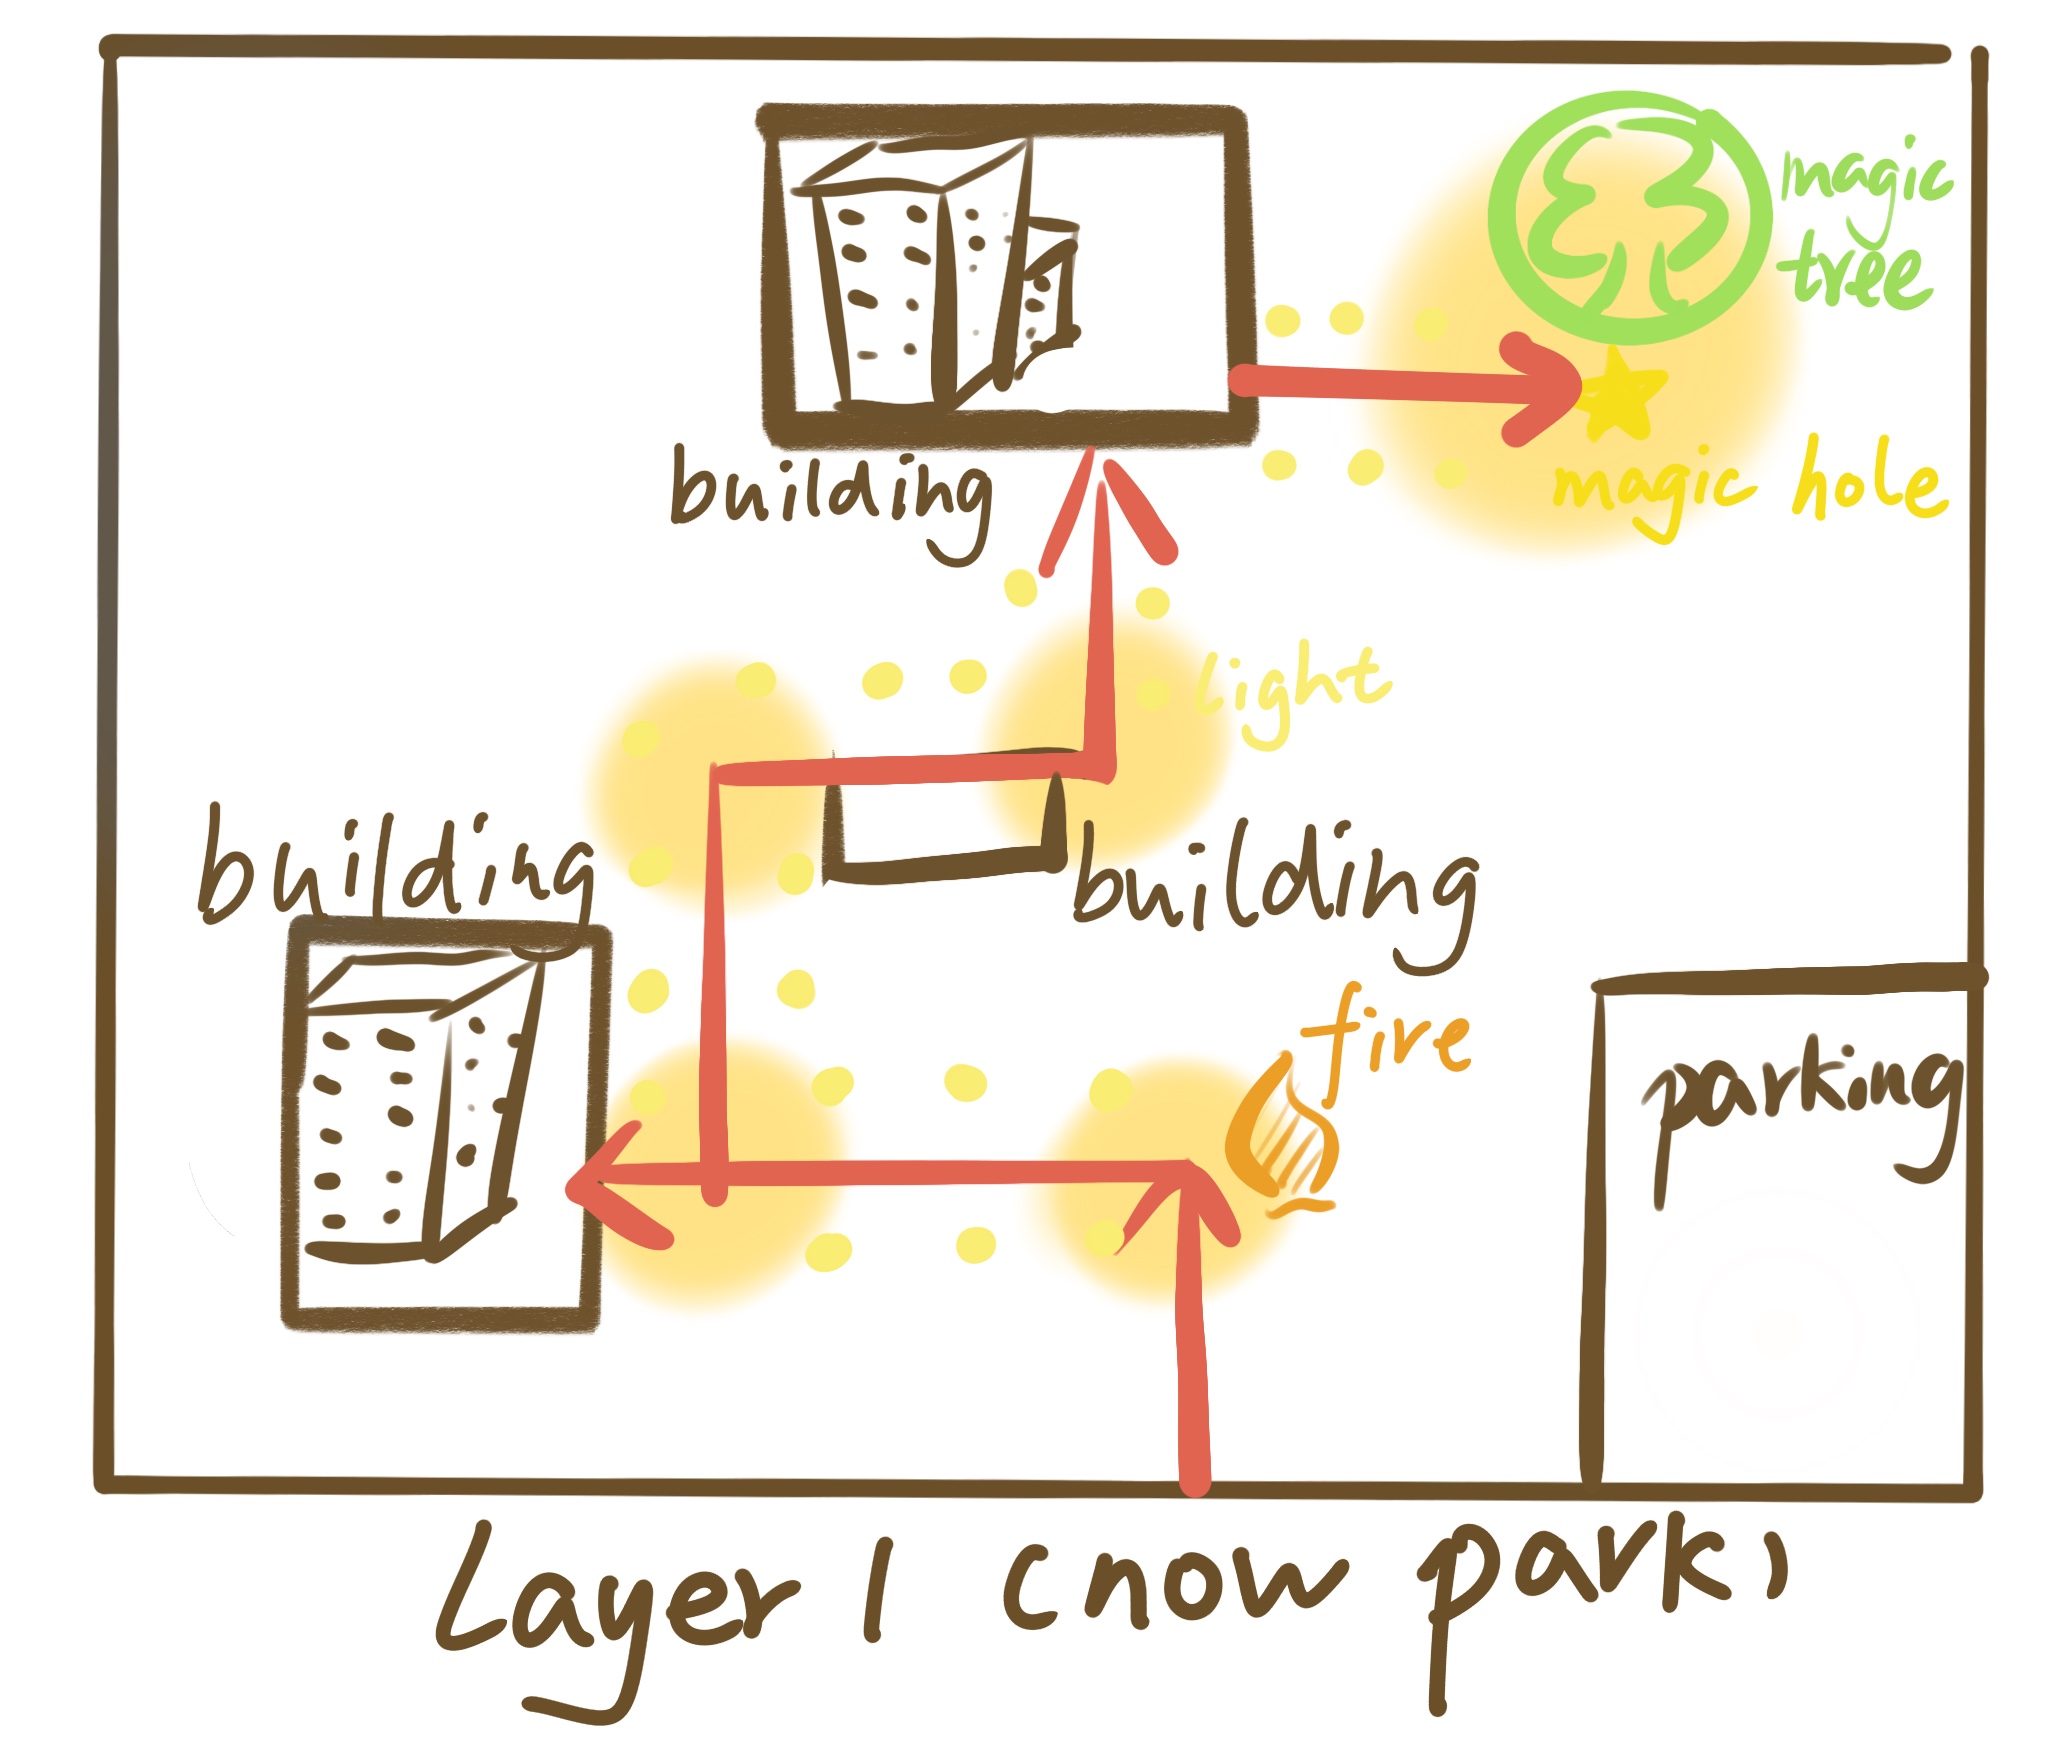 magic
tree
building
magic hole
light
building
building
fire
parking
Layer 1 (now park)